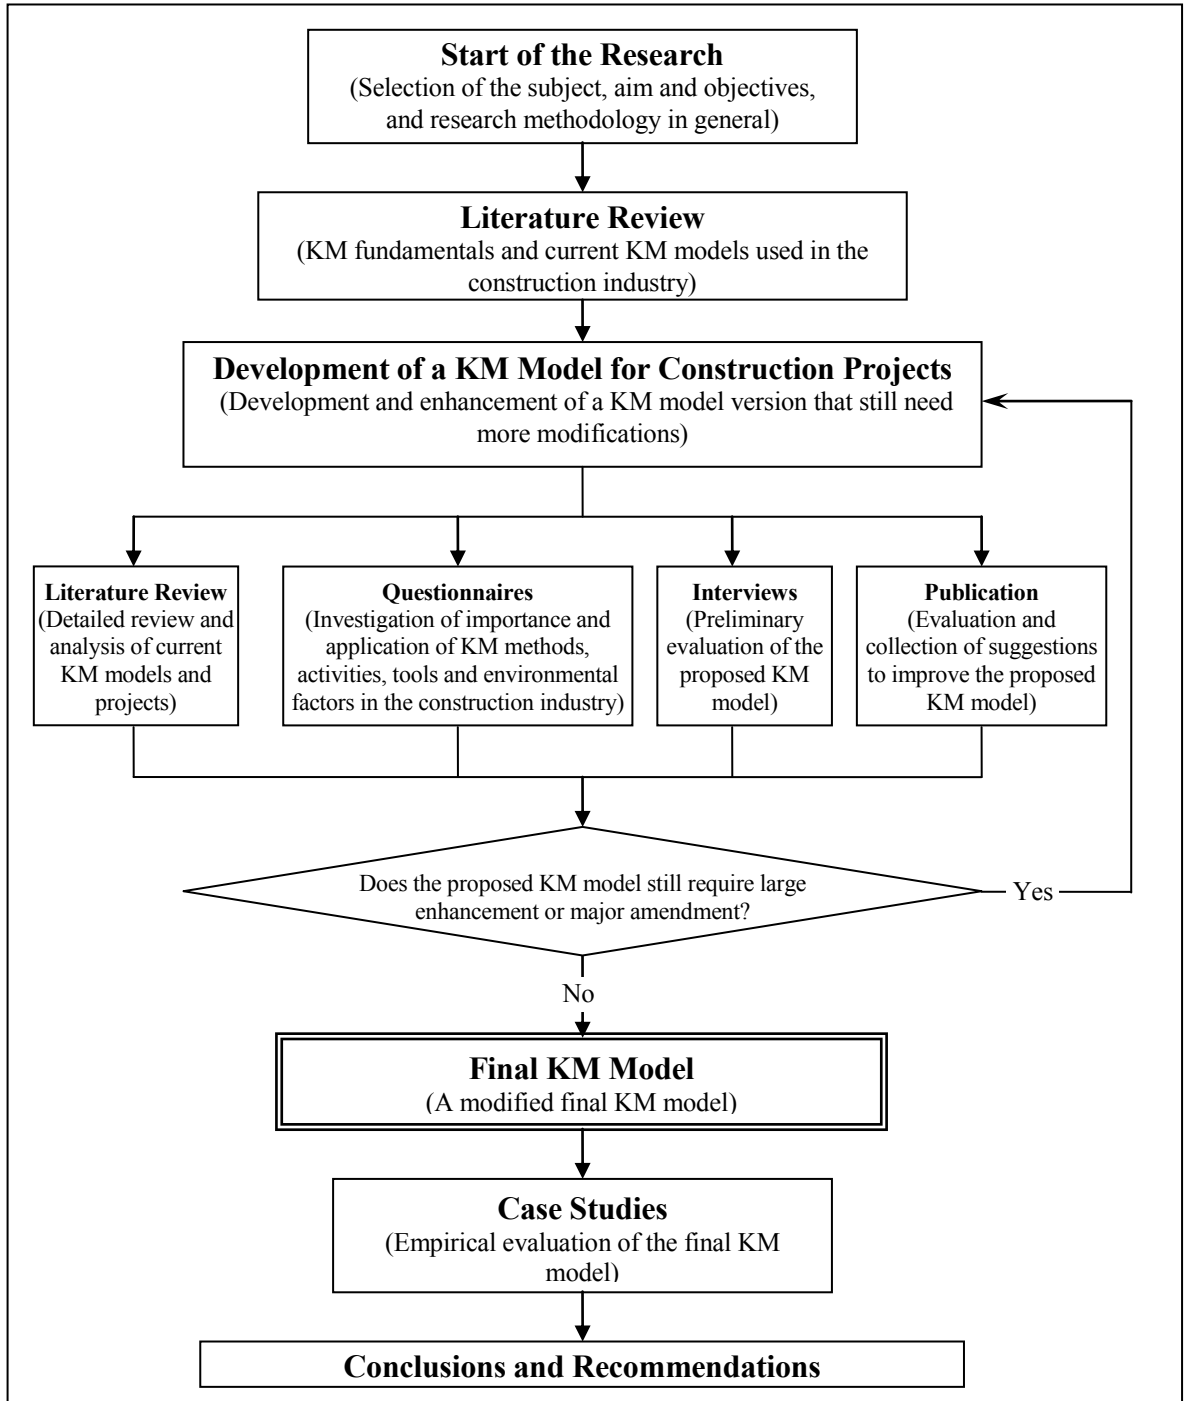 Start of the Research
(Selection of the subject, aim and objectives,
and research methodology in general)
Literature Review
(KM fundamentals and current KM models used in the
construction industry)
Development of a KM Model for Construction Projects
(Development and enhancement of a KM model version that still need
more modifications)
Literature Review
(Detailed review and
analysis of current
KM models and
projects)
Questionnaires
(Investigation of importance and
application of KM methods,
activities, tools and environmental
factors in the construction industry)
Interviews
(Preliminary
evaluation of the
proposed KM
model)
Publication
(Evaluation and
collection of suggestions
to improve the proposed
KM model)
Does the proposed KM model still require large
enhancement or major amendment?
Yes
No
Final KM Model
(A modified final KM model)
Case Studies
(Empirical evaluation of the final KM
model)
Conclusions and Recommendations